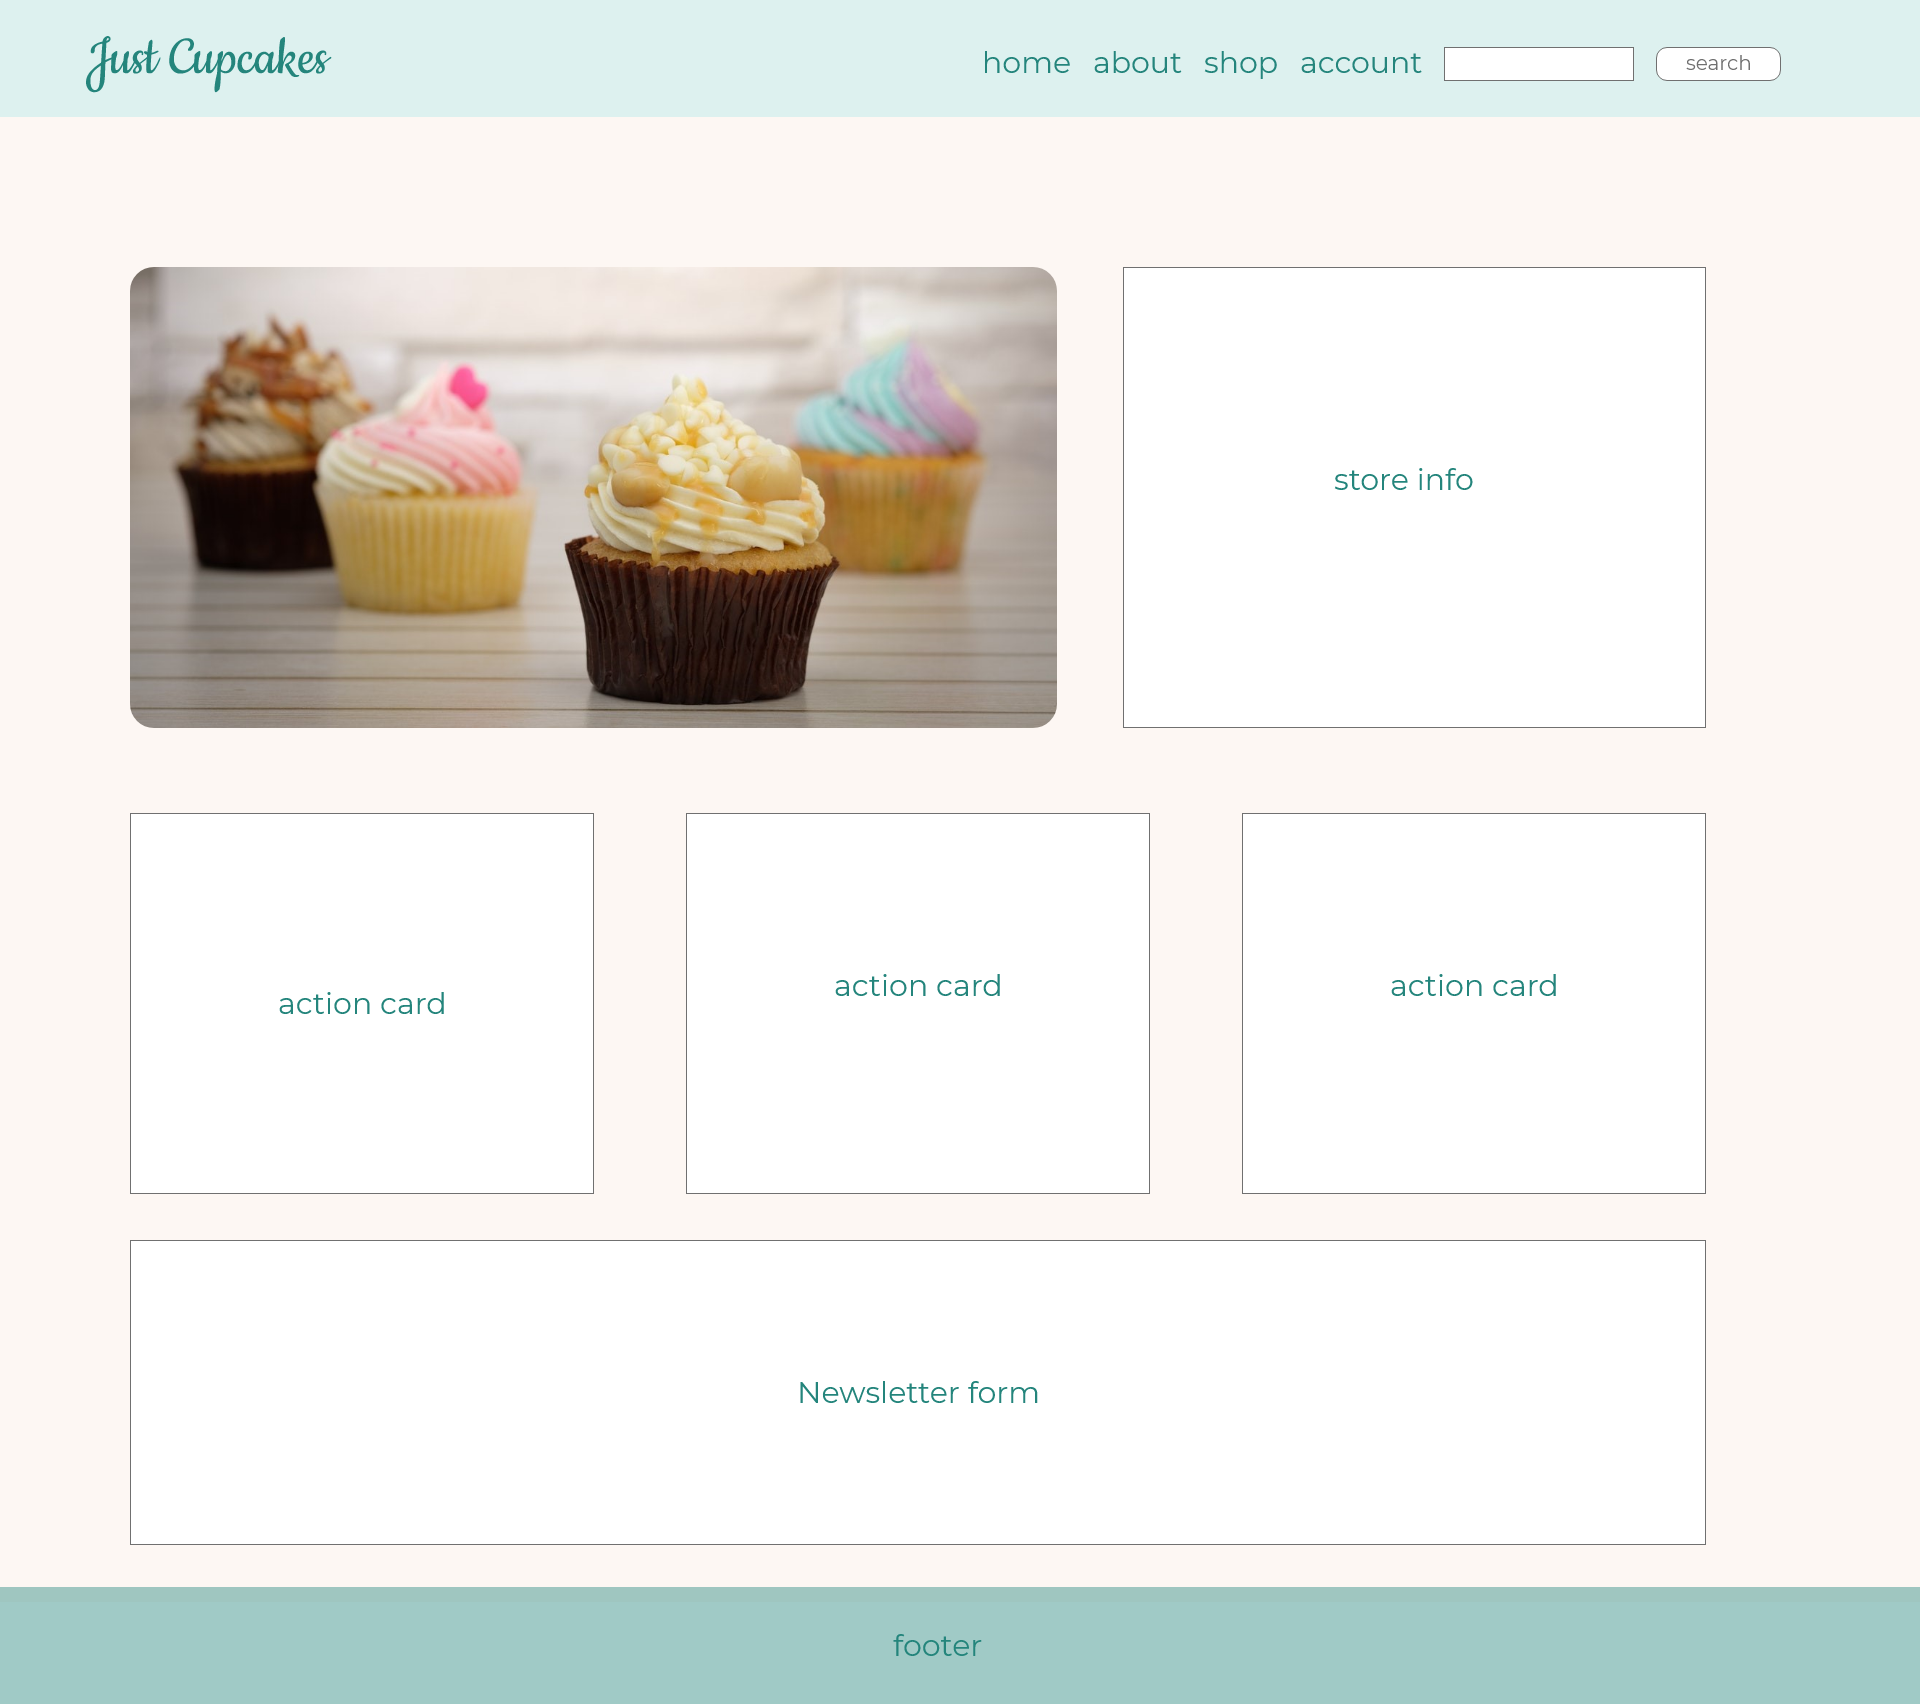 Just Cupcakes
home about shop account search
store info
action card
action card
action card
Newsletter form
footer